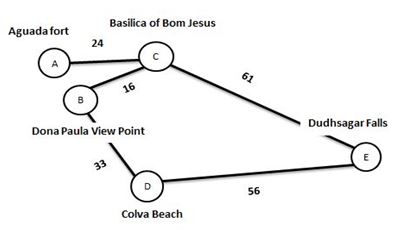 Basilica of Bom Jesus
Aguada fort
24
A
C
16
61
B
Dona Paula View Point
Dudhsagar Falls
33
E
D
56
Colva Beach